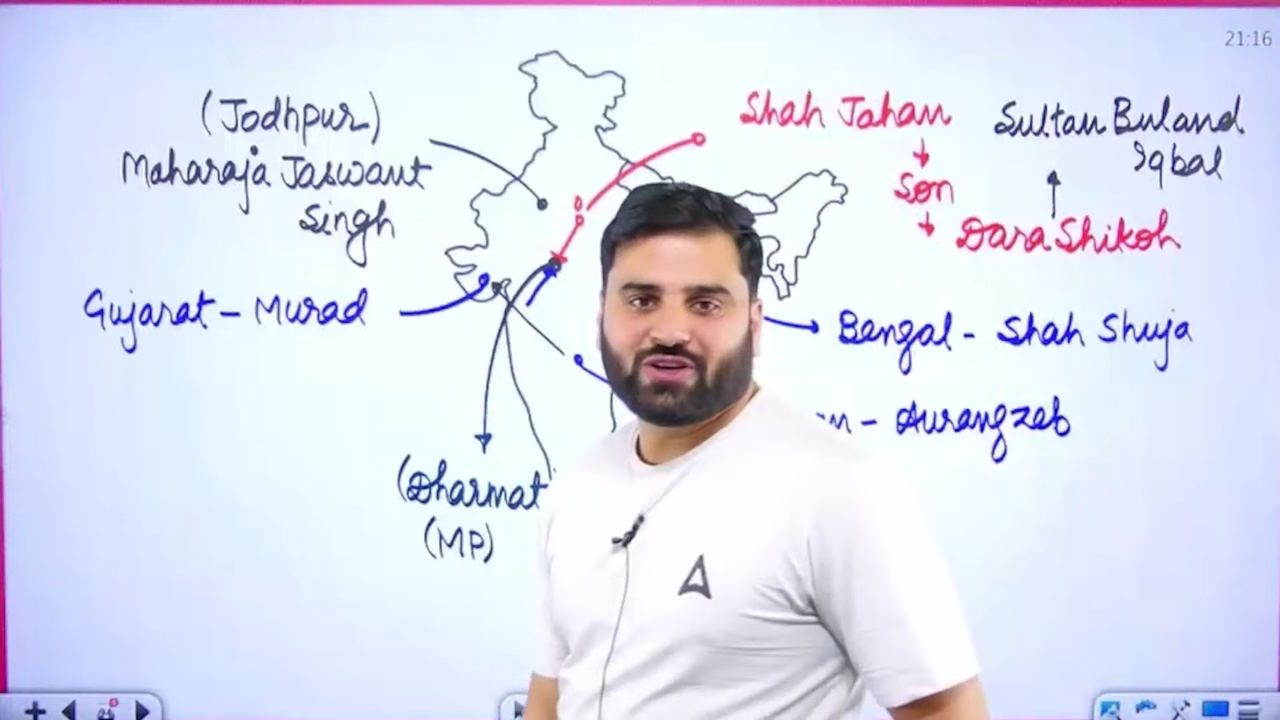 21:16
(Jodhpur)
Maharaja Jaswant
Singh
Shah Jahan
Son
Dara Shikoh
Sultan Buland
Iqbal
Gujarat - Murad
Bengal - Shah Shuja
- Aurangzeb
(Dharmat
(MP)